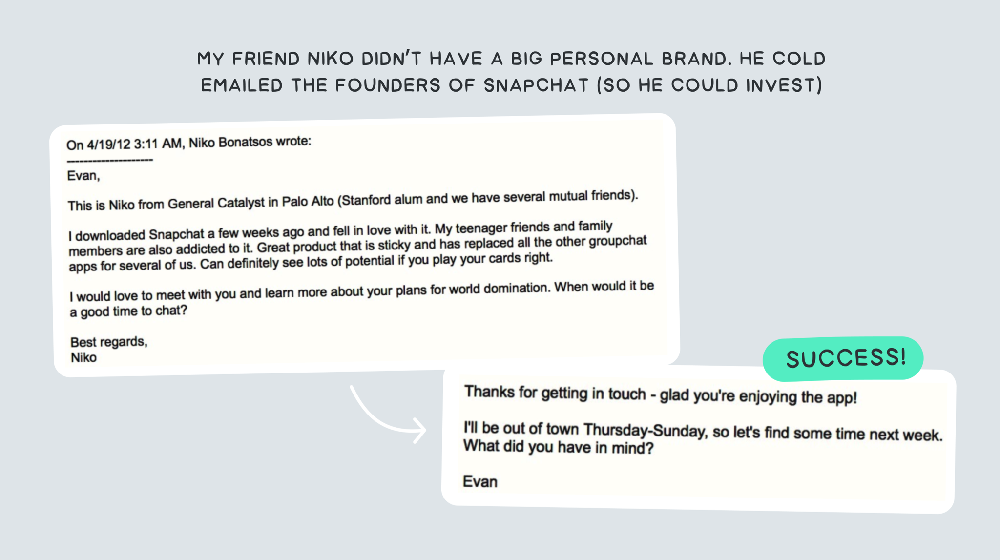 MY FRIEND NIKO DIDN'T HAVE A BIG PERSONAL BRAND. HE COLD
EMAILED THE FOUNDERS OF SNAPCHAT (SO HE COULD INVEST)
On 4/19/12 3:11 AM, Niko Bonatsos wrote:
--------------------
Evan,
This is Niko from General Catalyst in Palo Alto (Stanford alum and we have several mutual friends).
I downloaded Snapchat a few weeks ago and fell in love with it. My teenager friends and family
members are also addicted to it. Great product that is sticky and has replaced all the other groupchat
apps for several of us. Can definitely see lots of potential if you play your cards right.
I would love to meet with you and learn more about your plans for world domination. When would it be
a good time to chat?
Best regards,
Niko
SUCCESS!
Thanks for getting in touch - glad you're enjoying the app!
I'll be out of town Thursday-Sunday, so let's find some time next week.
What did you have in mind?
Evan